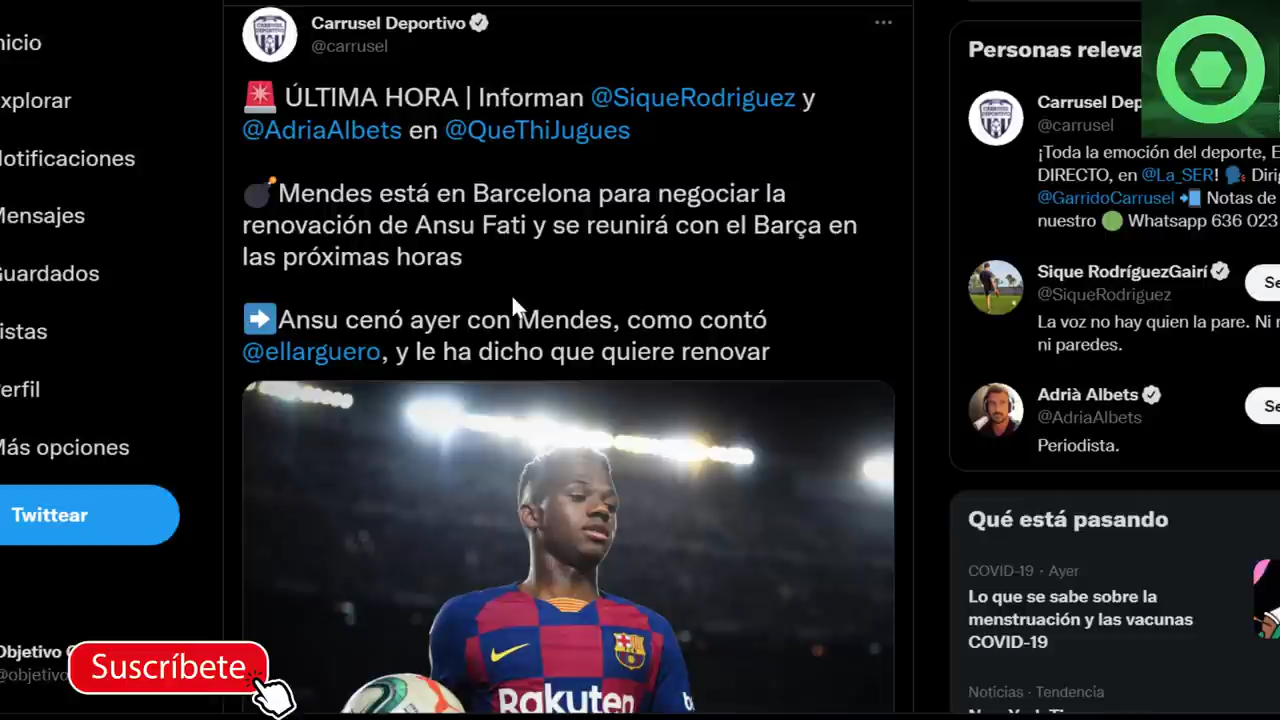 nicio
xplorar
Notificaciones
Mensajes
Guardados
istas
erfil
Más opciones
Twittear
Objetivo
@objetivo
Suscríbete
Carrusel Deportivo
@carrusel
ÚLTIMA HORA | Informan @SiqueRodriguez y
@AdriaAlbets en @QueThiJugues
Mendes está en Barcelona para negociar la
renovación de Ansu Fati y se reunirá con el Barça en
las próximas horas
Ansu cenó ayer con Mendes, como contó
@ellarguero, y le ha dicho que quiere renovar
Rakuten
Personas releva
Carrusel Dep
@carrusel
¡Toda la emoción del deporte, E
DIRECTO, en @La_SER! Diri
@GarridoCarrusel Notas de
nuestro Whatsapp 636 023
Sique RodríguezGairí
@SiqueRodriguez
Se
La voz no hay quien la pare. Ni r
ni paredes.
Adrià Albets
@AdriaAlbets
Se
Periodista.
Qué está pasando
COVID-19 · Ayer
Lo que se sabe sobre la
menstruación y las vacunas
COVID-19
Noticias · Tendencia